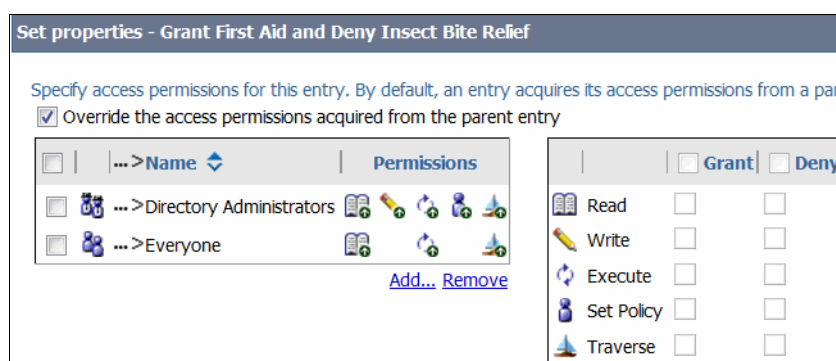 Set properties - Grant First Aid and Deny Insect Bite Relief
Specify access permissions for this entry. By default, an entry acquires its access permissions from a par
Override the access permissions acquired from the parent entry
...>Name Permissions
...>Directory Administrators
...>Everyone
Add... Remove
Grant Deny
Read
Write
Execute
Set Policy
Traverse